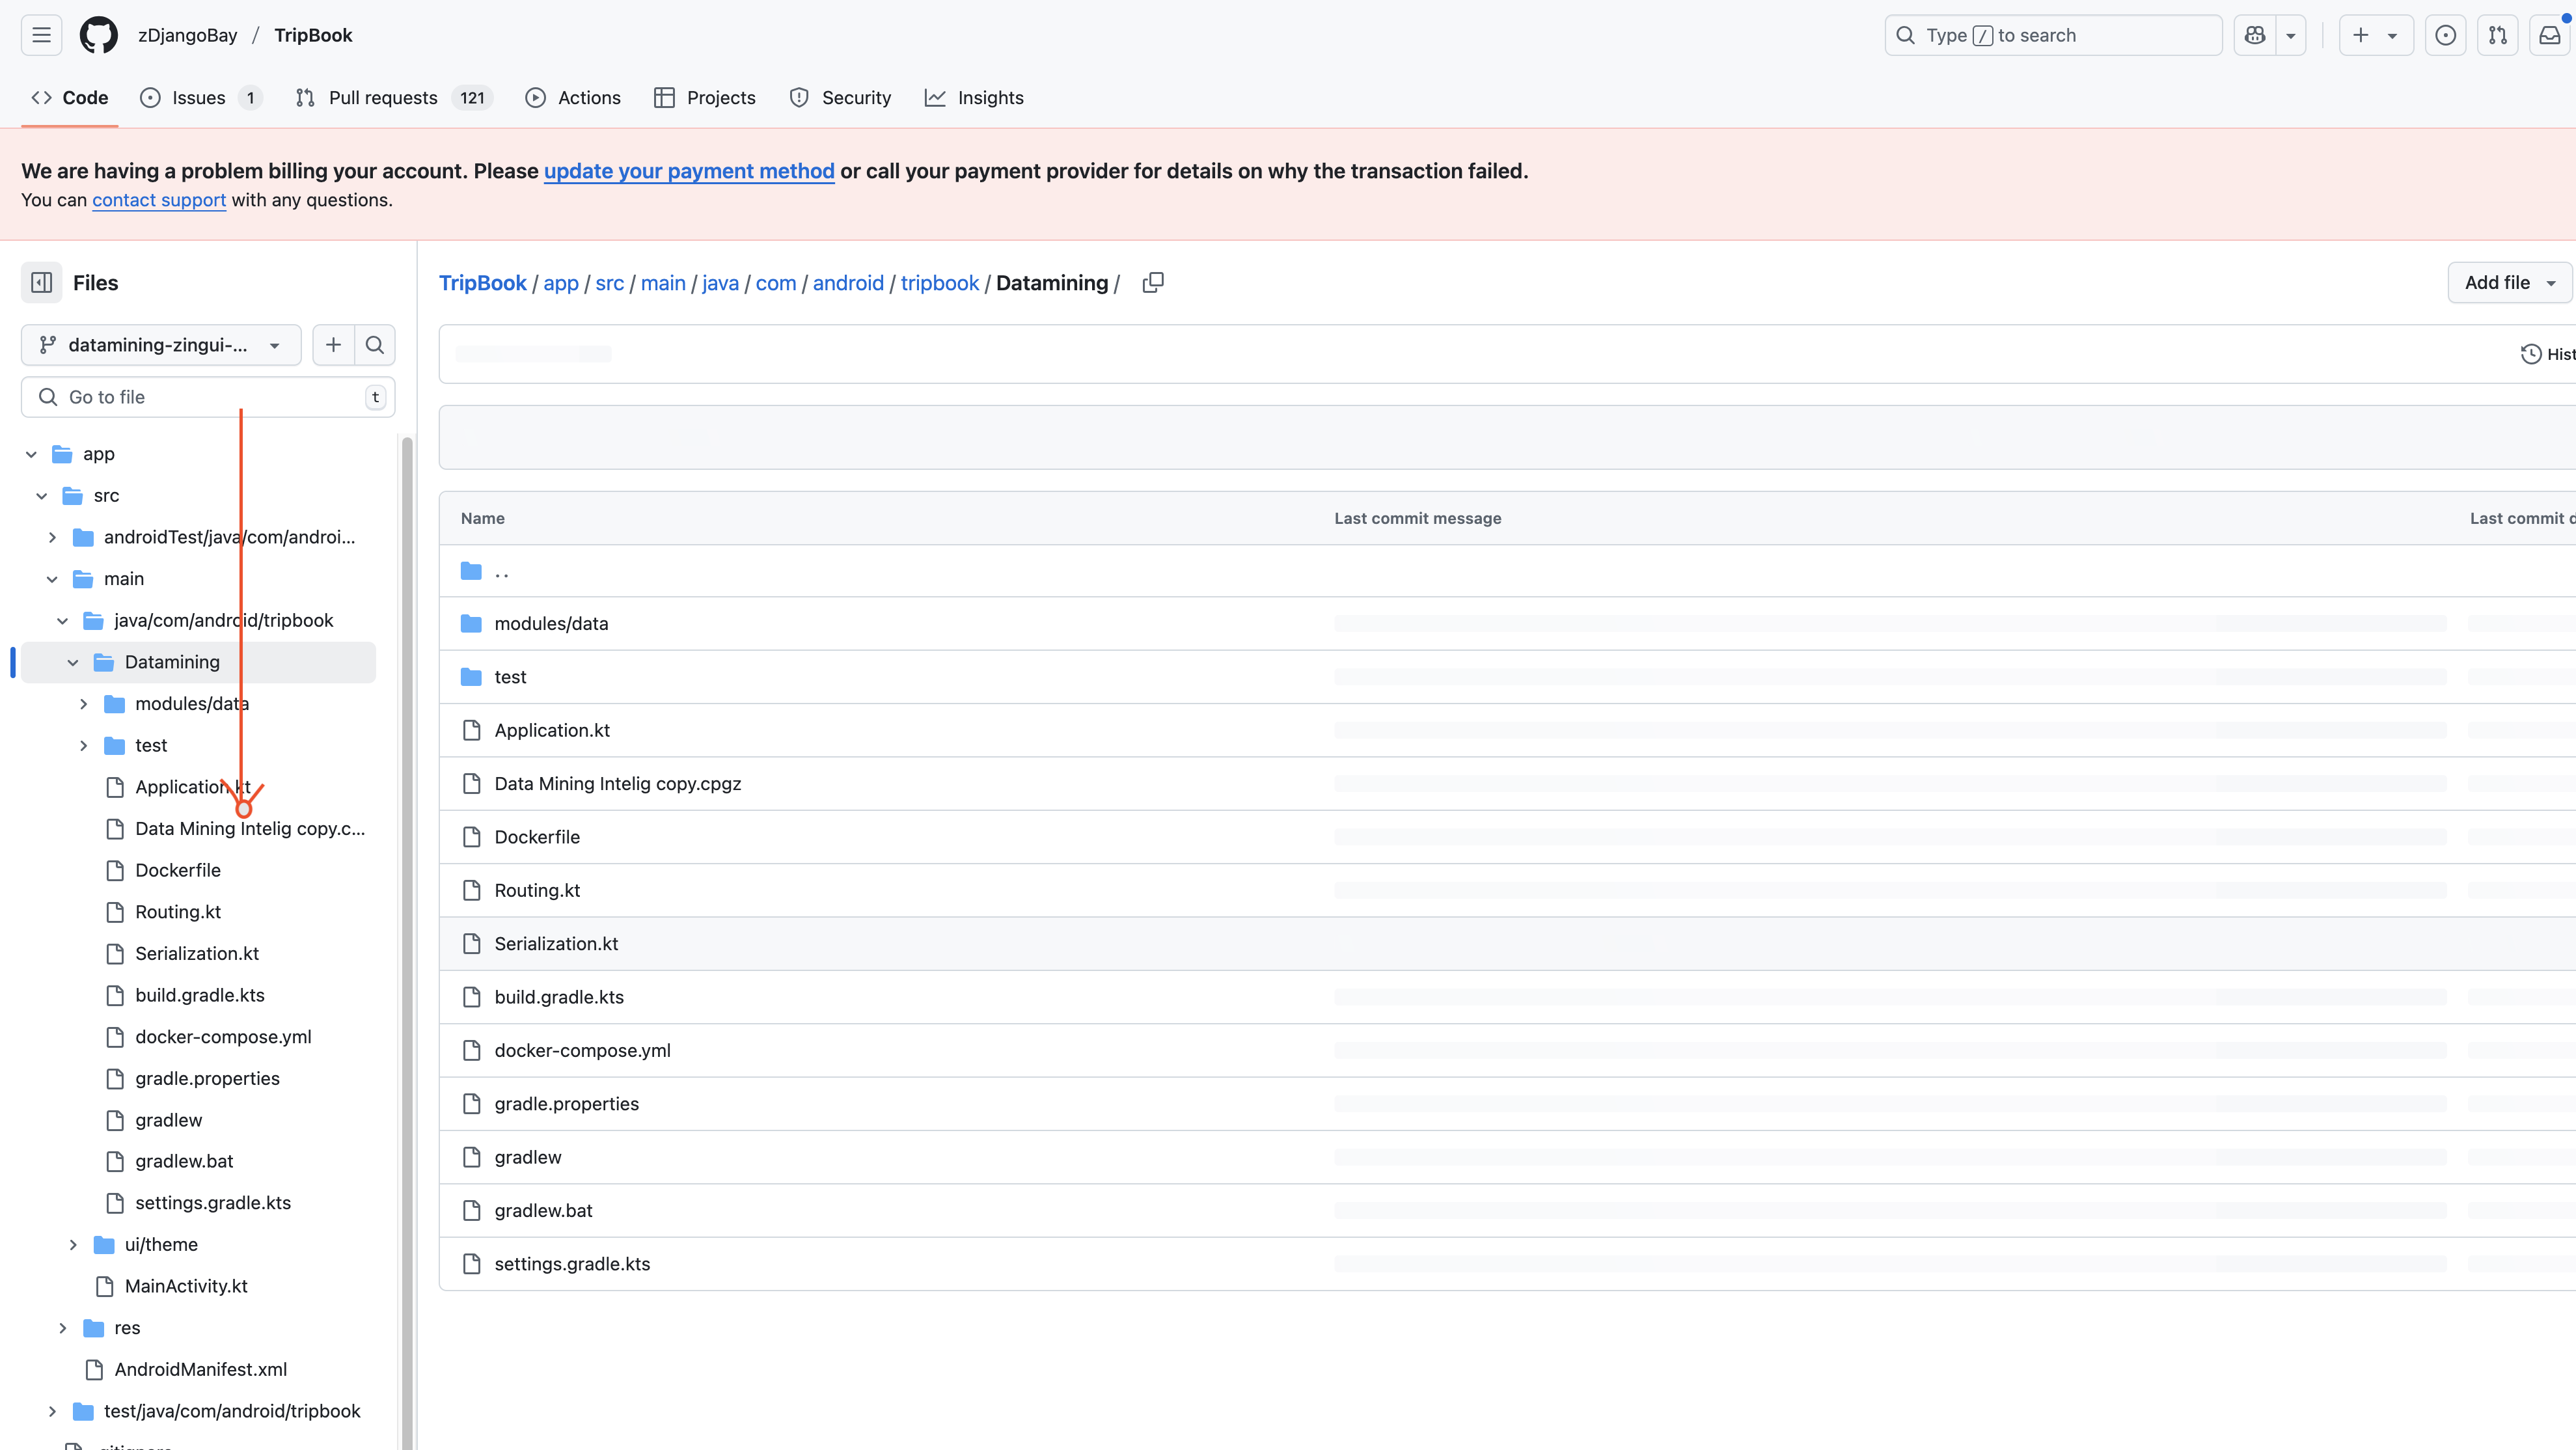 zDjangoBay / TripBook
Type / to search
Code
Issues 1
Pull requests 121
Actions
Projects
Security
Insights
We are having a problem billing your account. Please update your payment method or call your payment provider for details on why the transaction failed.
You can contact support with any questions.
Files
datamining-zingui-...
Go to file
t
app
src
androidTest/java/com/androi...
main
java/com/android/tripbook
Datamining
modules/data
test
Application.kt
Data Mining Intelig copy.c...
Dockerfile
Routing.kt
Serialization.kt
build.gradle.kts
docker-compose.yml
gradle.properties
gradlew
gradlew.bat
settings.gradle.kts
ui/theme
MainActivity.kt
res
AndroidManifest.xml
test/java/com/android/tripbook
TripBook / app / src / main / java / com / android / tripbook / Datamining /
Add file
Hist
Name Last commit message Last commit d
..
modules/data
test
Application.kt
Data Mining Intelig copy.cpgz
Dockerfile
Routing.kt
Serialization.kt
build.gradle.kts
docker-compose.yml
gradle.properties
gradlew
gradlew.bat
settings.gradle.kts